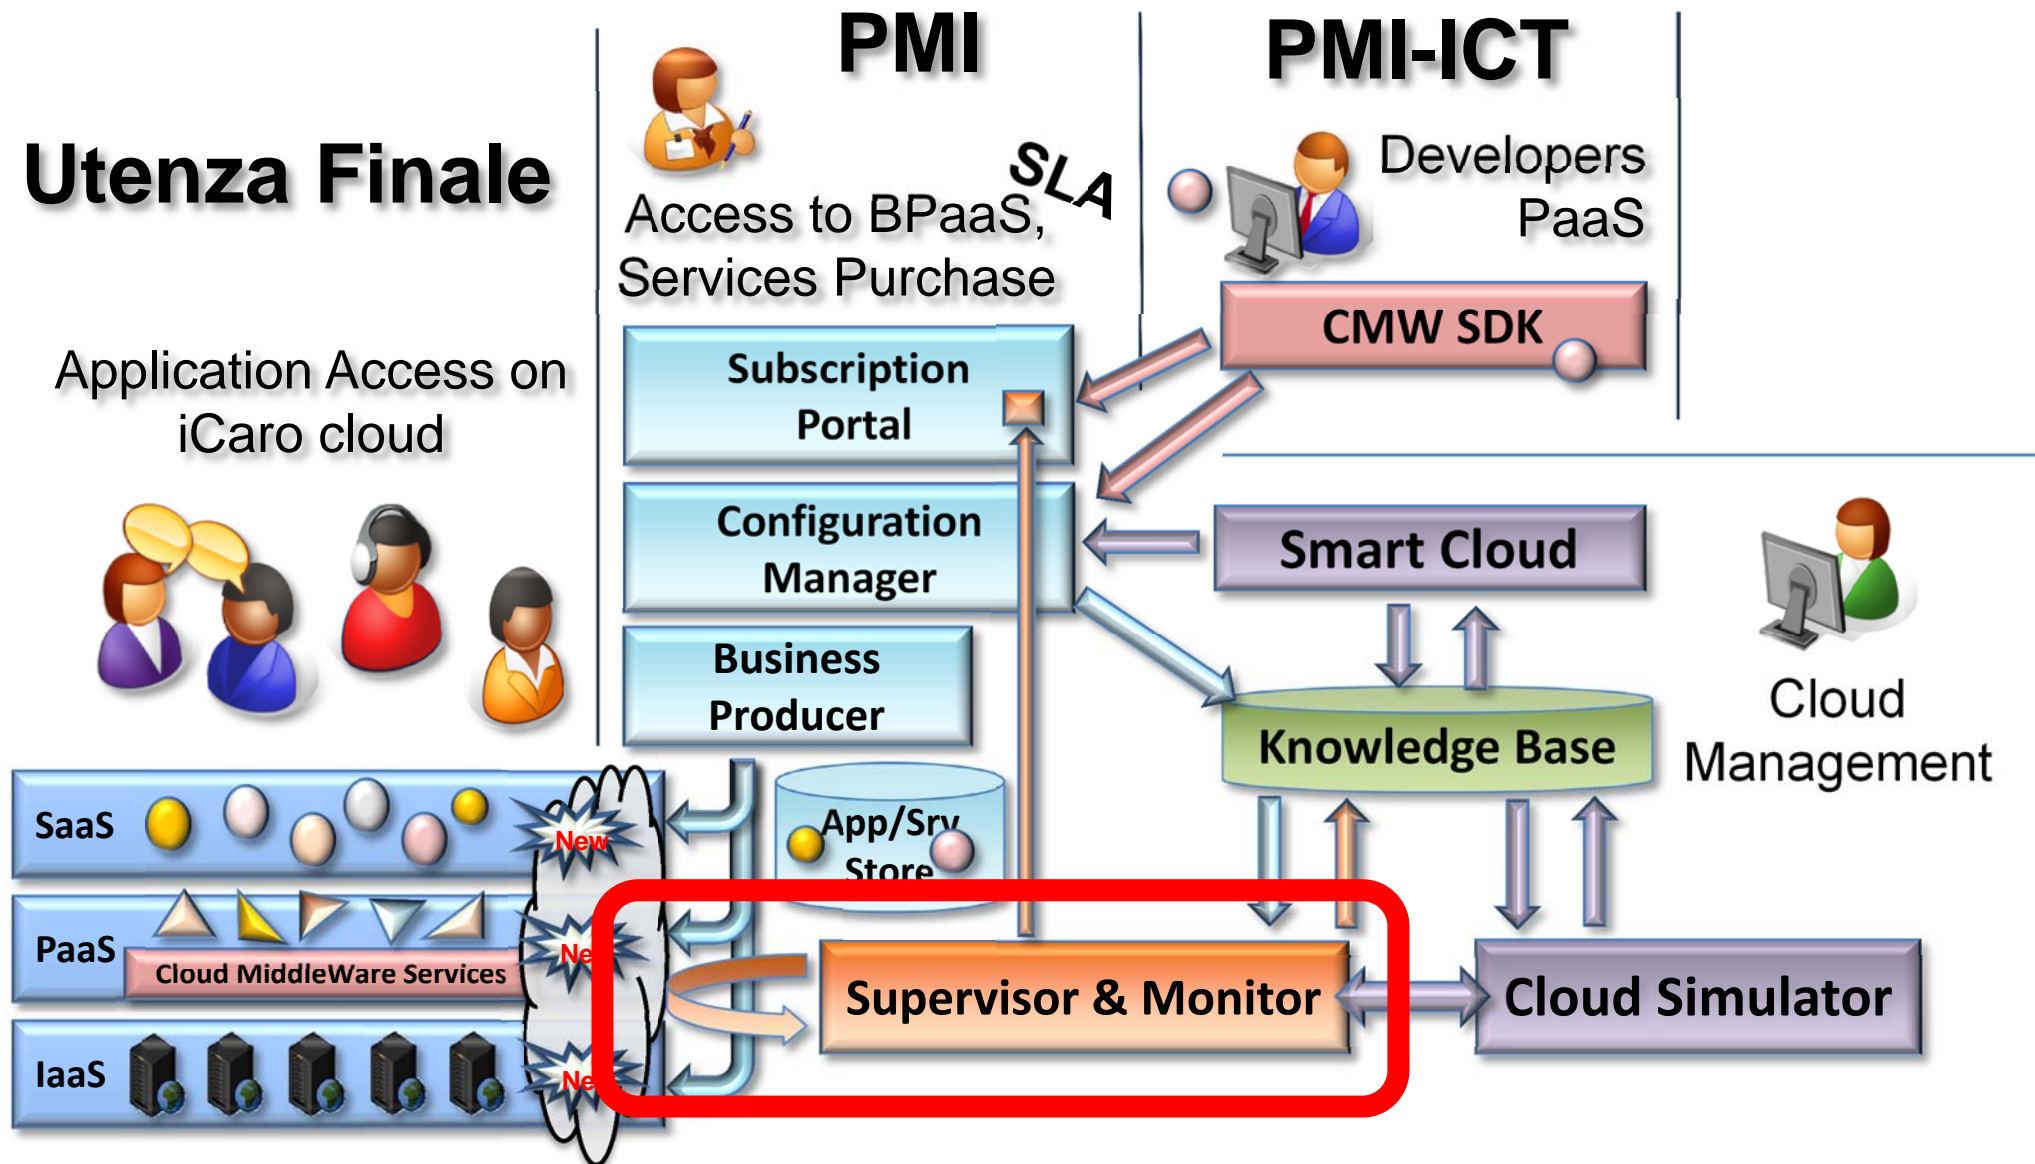 Utenza Finale
Application Access on
iCaro cloud
PMI
SLA
Access to BPaaS,
Services Purchase
PMI-ICT
Developers
PaaS
CMW SDK
Subscription
Portal
Configuration
Manager
Smart Cloud
Business
Producer
Knowledge Base
Cloud
Management
App/Srv
Store
SaaS
New
PaaS
Cloud MiddleWare Services
Ne
IaaS
Ne
Supervisor & Monitor
Cloud Simulator